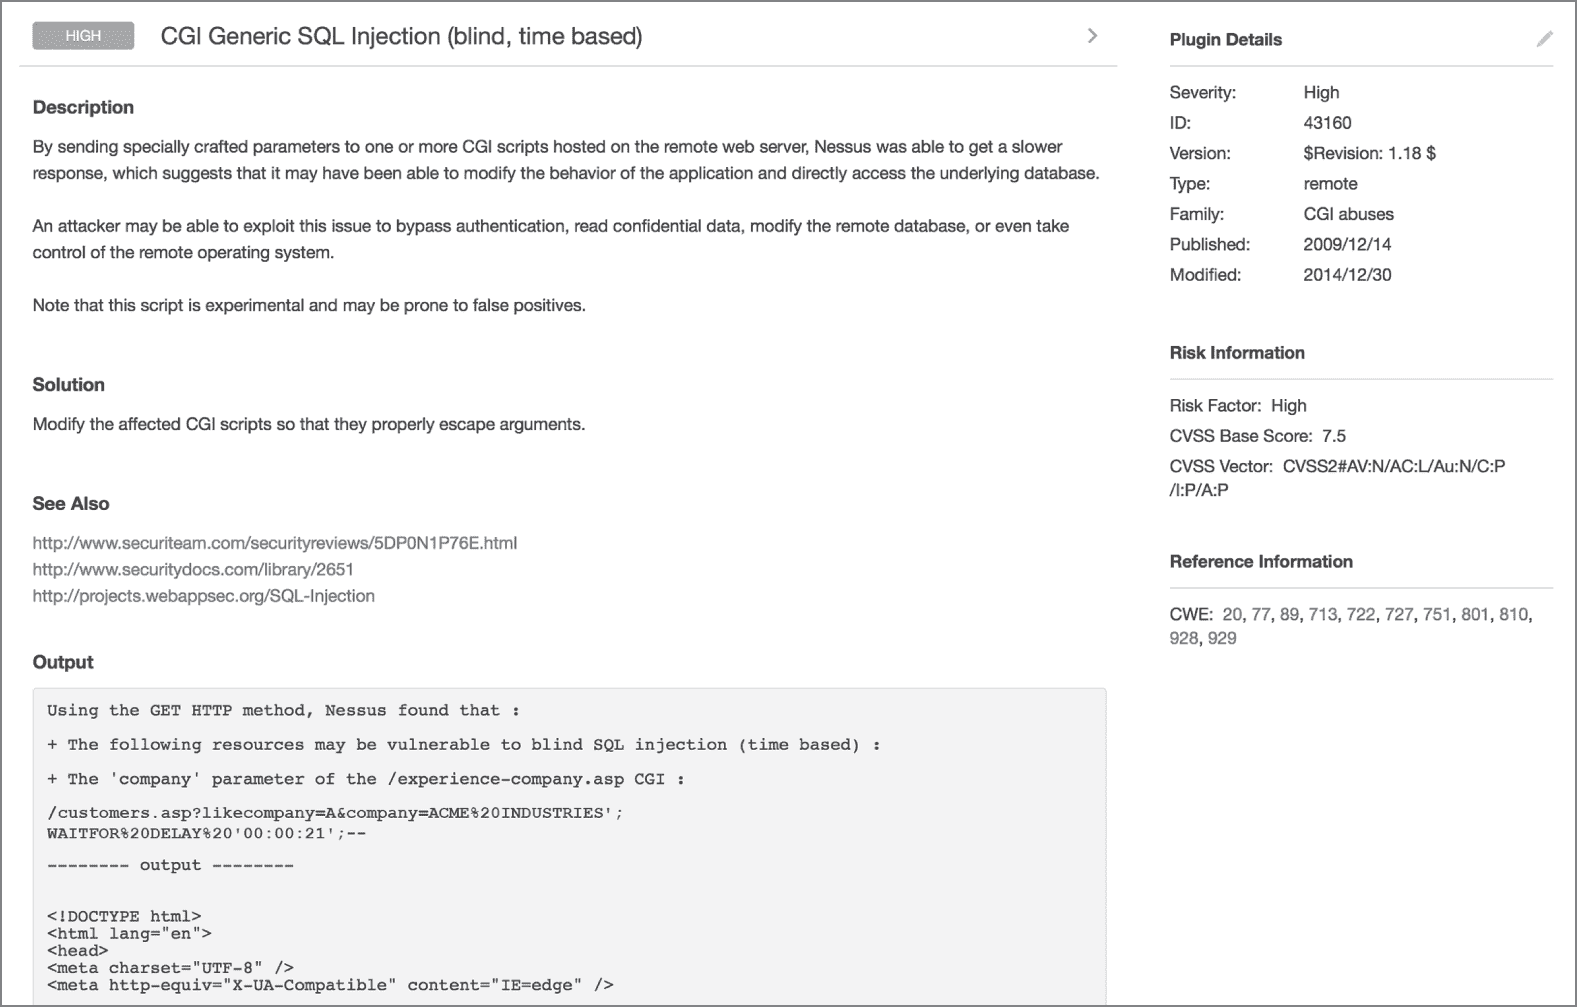 HIGH CGI Generic SQL Injection (blind, time based)
Description
By sending specially crafted parameters to one or more CGI scripts hosted on the remote web server, Nessus was able to get a slower
response, which suggests that it may have been able to modify the behavior of the application and directly access the underlying database.
An attacker may be able to exploit this issue to bypass authentication, read confidential data, modify the remote database, or even take
control of the remote operating system.
Note that this script is experimental and may be prone to false positives.
Solution
Modify the affected CGI scripts so that they properly escape arguments.
See Also
http://www.securiteam.com/securityreviews/5DP0N1P76E.html
http://www.securitydocs.com/library/2651
http://projects.webappsec.org/SQL-Injection
Output
Using the GET HTTP method, Nessus found that :
+ The following resources may be vulnerable to blind SQL injection (time based) :
+ The 'company' parameter of the /experience-company.asp CGI :
/customers.asp?likecompany=A&company=ACME%20INDUSTRIES';
WAITFOR%20DELAY%20'00:00:21';--
-------- output --------
<!DOCTYPE html>
<html lang="en">
<head>
<meta charset="UTF-8" />
<meta http-equiv="X-UA-Compatible" content="IE=edge" />
Plugin Details
Severity: High
ID: 43160
Version: $Revision: 1.18 $
Type: remote
Family: CGI abuses
Published: 2009/12/14
Modified: 2014/12/30
Risk Information
Risk Factor: High
CVSS Base Score: 7.5
CVSS Vector: CVSS2#AV:N/AC:L/Au:N/C:P
/I:P/A:P
Reference Information
CWE: 20, 77, 89, 713, 722, 727, 751, 801, 810,
928, 929